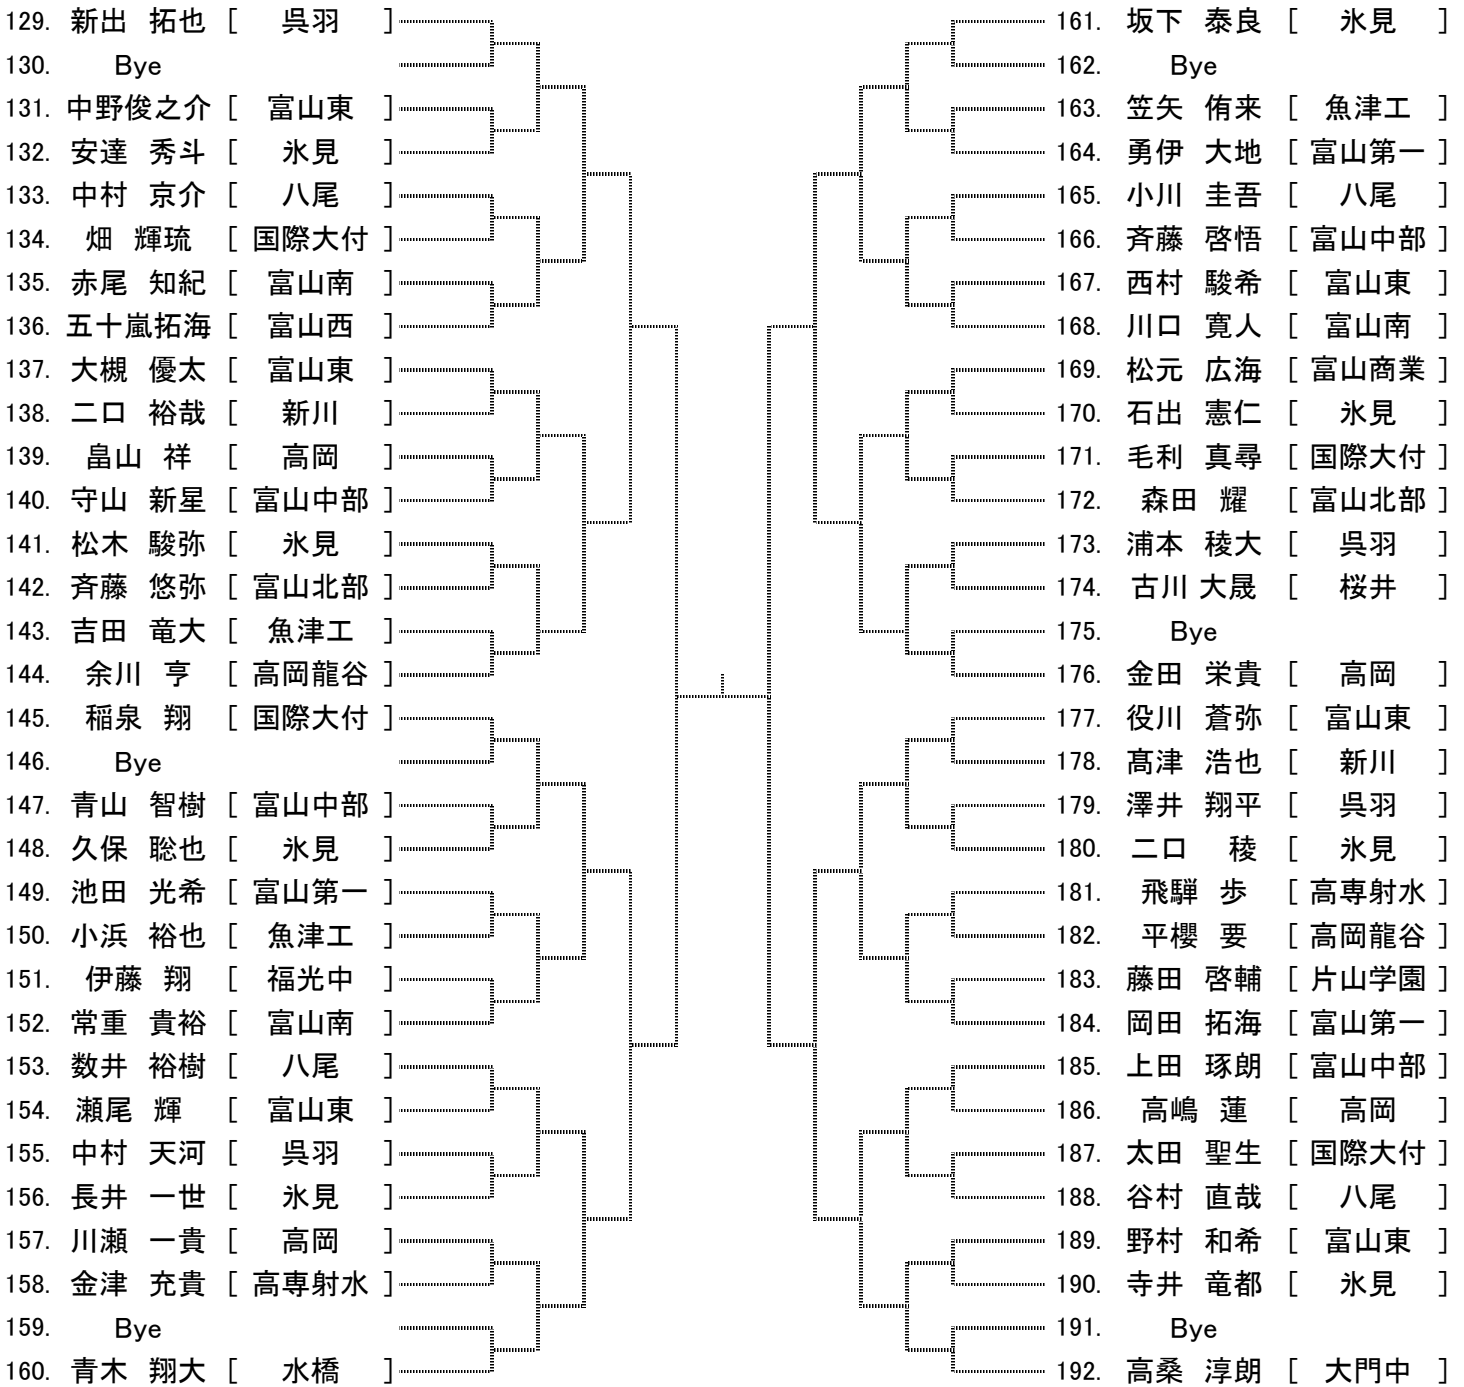 129. 新出 拓也 [ 呉羽 ]
130. Bye
131. 中野俊之介 [ 富山東 ]
132. 安達 秀斗 [ 氷見 ]
133. 中村 京介 [ 八尾 ]
134. 畑 輝琉 [ 国際大付 ]
135. 赤尾 知紀 [ 富山南 ]
136. 五十嵐拓海 [ 富山西 ]
137. 大槻 優太 [ 富山東 ]
138. 二口 裕哉 [ 新川 ]
139. 畠山 祥 [ 高岡 ]
140. 守山 新星 [ 富山中部 ]
141. 松木 駿弥 [ 氷見 ]
142. 斉藤 悠弥 [ 富山北部 ]
143. 吉田 竜大 [ 魚津工 ]
144. 余川 亨 [ 高岡龍谷 ]
145. 稲泉 翔 [ 国際大付 ]
146. Bye
147. 青山 智樹 [ 富山中部 ]
148. 久保 聡也 [ 氷見 ]
149. 池田 光希 [ 富山第一 ]
150. 小浜 裕也 [ 魚津工 ]
151. 伊藤 翔 [ 福光中 ]
152. 常重 貴裕 [ 富山南 ]
153. 数井 裕樹 [ 八尾 ]
154. 瀬尾 輝 [ 富山東 ]
155. 中村 天河 [ 呉羽 ]
156. 長井 一世 [ 氷見 ]
157. 川瀬 一貴 [ 高岡 ]
158. 金津 充貴 [ 高専射水 ]
159. Bye
160. 青木 翔大 [ 水橋 ]
161. 坂下 泰良 [ 氷見 ]
162. Bye
163. 笠矢 侑来 [ 魚津工 ]
164. 勇伊 大地 [ 富山第一 ]
165. 小川 圭吾 [ 八尾 ]
166. 斉藤 啓悟 [ 富山中部 ]
167. 西村 駿希 [ 富山東 ]
168. 川口 寛人 [ 富山南 ]
169. 松元 広海 [ 富山商業 ]
170. 石出 憲仁 [ 氷見 ]
171. 毛利 真尋 [ 国際大付 ]
172. 森田 耀 [ 富山北部 ]
173. 浦本 稜大 [ 呉羽 ]
174. 古川 大晟 [ 桜井 ]
175. Bye
176. 金田 栄貴 [ 高岡 ]
177. 役川 蒼弥 [ 富山東 ]
178. 髙津 浩也 [ 新川 ]
179. 澤井 翔平 [ 呉羽 ]
180. 二口 稜 [ 氷見 ]
181. 飛騨 歩 [ 高専射水 ]
182. 平櫻 要 [ 高岡龍谷 ]
183. 藤田 啓輔 [ 片山学園 ]
184. 岡田 拓海 [ 富山第一 ]
185. 上田 琢朗 [ 富山中部 ]
186. 高嶋 蓮 [ 高岡 ]
187. 太田 聖生 [ 国際大付 ]
188. 谷村 直哉 [ 八尾 ]
189. 野村 和希 [ 富山東 ]
190. 寺井 竜都 [ 氷見 ]
191. Bye
192. 高桑 淳朗 [ 大門中 ]